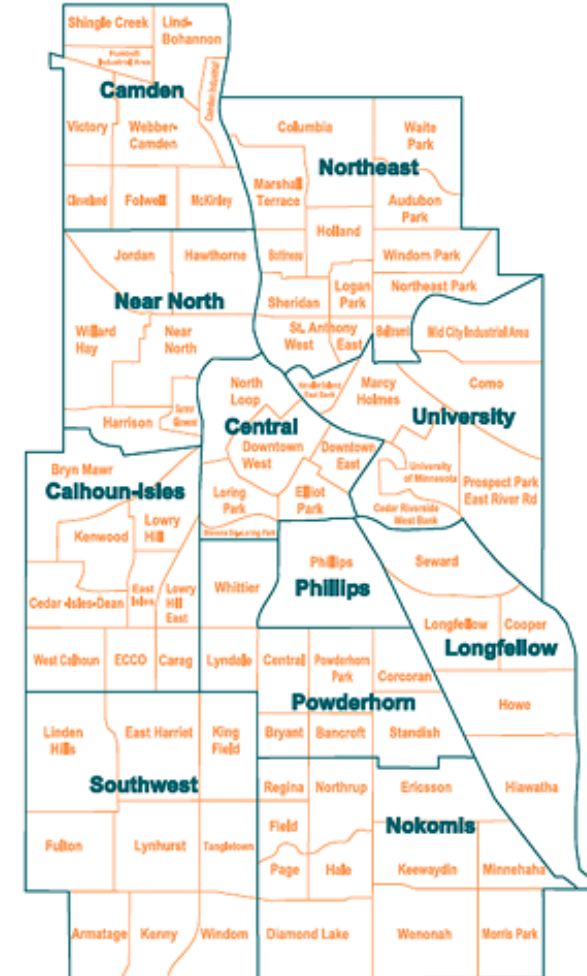 Shingle Creek
Lind-
Bohannon
Humboldt
Industrial Area
Camden Industrial
Camden
Victory
Webber-
Camden
Cleveland
Folwell
McKinley
Columbia
Waite
Park
Northeast
Marshall
Terrace
Audubon
Park
Holland
Bottineau
Windom Park
Logan
Park
Northeast Park
Sheridan
St. Anthony
West
East
Beltrami
Mid City Industrial Area
Jordan
Hawthorne
Near North
Willard
Hay
Near
North
Harrison
Sumner
Glenwood
North
Loop
Nicollet Island
East Bank
Marcy
Holmes
Como
University
Central
Downtown
West
Downtown
East
University
of Minnesota
Prospect Park
East River Rd
Cedar Riverside
West Bank
Loring
Park
Elliot
Park
Stevens Sq-Loring Park
Bryn Mawr
Calhoun-Isles
Kenwood
Lowry
Hill
Cedar -Isles-Dean
East
Isles
Lowry
Hill
East
West Calhoun
ECCO
Carag
Whittier
Phillips
Phillips
Seward
Longfellow
Cooper
Longfellow
Howe
Hiawatha
Lyndale
Central
Powderhorn
Park
Corcoran
Powderhorn
Bryant
Bancroft
Standish
Linden
Hills
East Harriet
King
Field
Southwest
Fulton
Lynhurst
Tangletown
Armatage
Kenny
Windom
Regina
Northrup
Ericsson
Field
Nokomis
Page
Hale
Keewaydin
Minnehaha
Diamond Lake
Wenonah
Morris Park